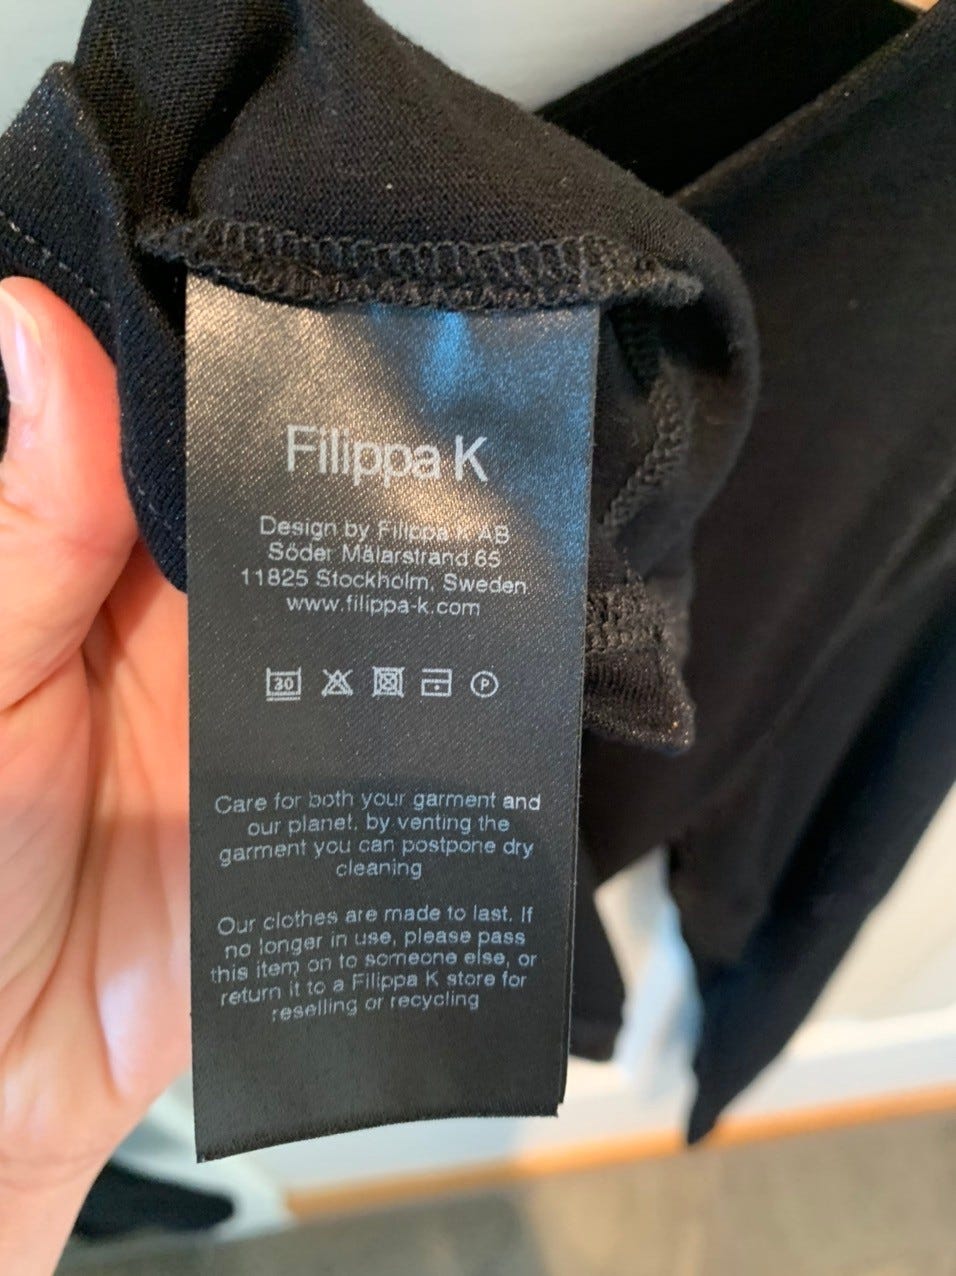 Filippa K
Design by Filippa K AB
Söder Mälarstrand 65
11825 Stockholm, Sweden
www.filippa-k.com
30 P
Care for both your garment and
our planet, by venting the
garment you can postpone dry
cleaning
Our clothes are made to last. If
no longer in use, please pass
this item on to someone else, or
return it to a Filippa K store for
reselling or recycling